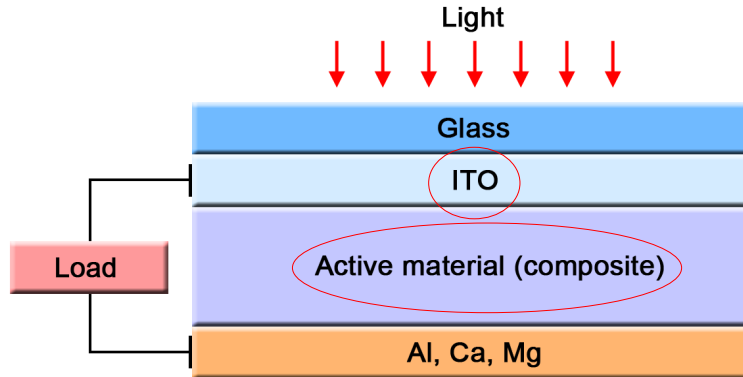 Light
Glass
ITO
Active material (composite)
Load
Al, Ca, Mg